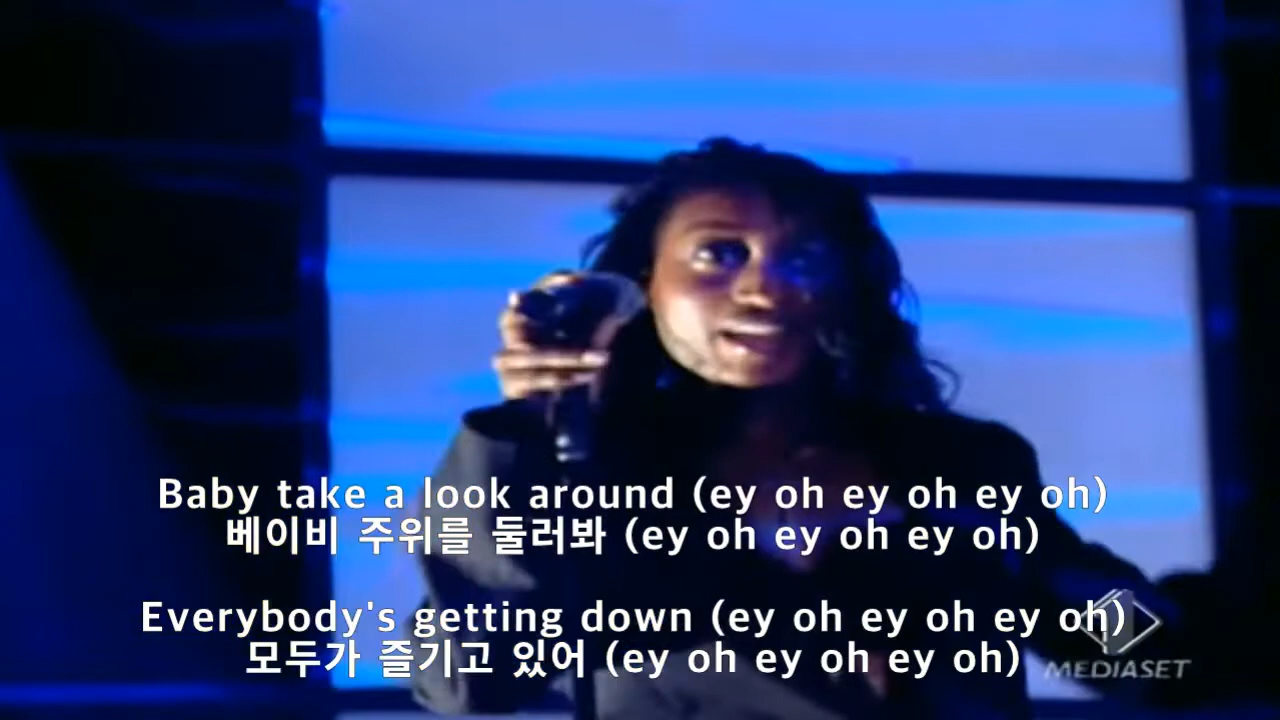 Baby take a look around (ey oh ey oh ey oh)
베이비 주위를 둘러봐 (ey oh ey oh ey oh)
Everybody's getting down (ey oh ey oh ey oh)
모두가 즐기고 있어 (ey oh ey oh ey oh)
MEDIASET